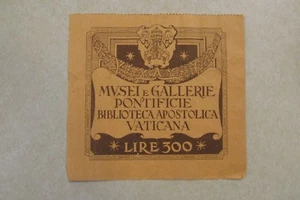 MVSEI E GALLERIE
PONTIFICIE
BIBLIOTECA APOSTOLICA
VATICANA
LIRE 300